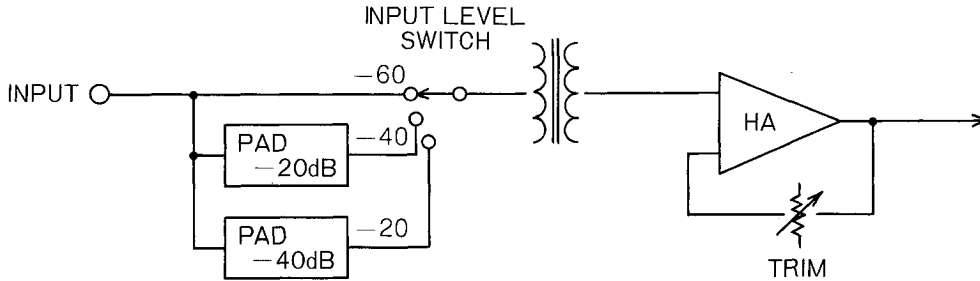 INPUT LEVEL
SWITCH
INPUT
−60
−40
PAD
−20dB
−20
PAD
−40dB
HA
TRIM